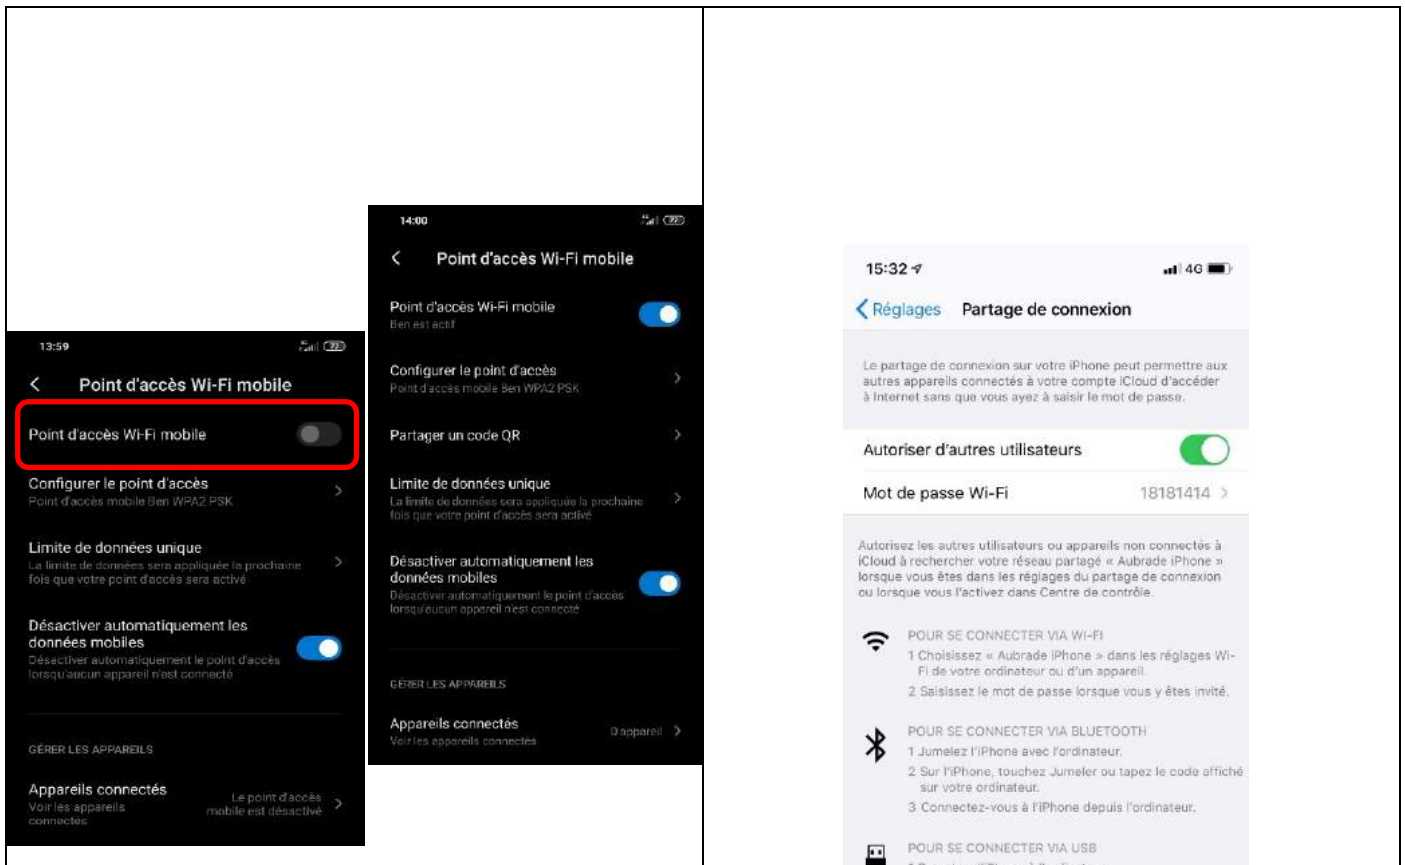 13:59
Point d'accès Wi-Fi mobile
Point d'accès Wi-Fi mobile
Configurer le point d'accès
Point d'accès mobile Ben WPA2 PSK
Limite de données unique
La limite de données sera appliquée la prochaine
fois que votre point d'accès sera activé
Désactiver automatiquement les
données mobiles
Désactiver automatiquement le point d'accès
lorsqu'aucun appareil n'est connecté
GÉRER LES APPAREILS
Appareils connectés
Voir les appareils
connectés
Le point d'accès
mobile est désactivé
14:00
Point d'accès Wi-Fi mobile
Point d'accès Wi-Fi mobile
Ben est actif
Configurer le point d'accès
Point d'accès mobile Ben WPA2 PSK
Partager un code QR
Limite de données unique
La limite de données sera appliquée la prochaine
fois que votre point d'accès sera activé
Désactiver automatiquement les
données mobiles
Désactiver automatiquement le point d'accès
lorsqu'aucun appareil n'est connecté
GÉRER LES APPAREILS
Appareils connectés
Voir les appareils connectés
0 appareil
15:32
4G
Réglages
Partage de connexion
Le partage de connexion sur votre iPhone peut permettre aux
autres appareils connectés à votre compte iCloud d'accéder
à Internet sans que vous ayez à saisir le mot de passe.
Autoriser d'autres utilisateurs
Mot de passe Wi-Fi 18181414
Autorisez les autres utilisateurs ou appareils non connectés à
iCloud à rechercher votre réseau partagé « Aubrade iPhone »
lorsque vous êtes dans les réglages du partage de connexion
ou lorsque vous l'activez dans Centre de contrôle.
POUR SE CONNECTER VIA WI-FI
1 Choisissez « Aubrade iPhone » dans les réglages Wi-
Fi de votre ordinateur ou d'un appareil.
2 Saisissez le mot de passe lorsque vous y êtes invité.
POUR SE CONNECTER VIA BLUETOOTH
1 Jumelez l'iPhone avec l'ordinateur.
2 Sur l'iPhone, touchez Jumeler ou tapez le code affiché
sur votre ordinateur.
3 Connectez-vous à l'iPhone depuis l'ordinateur.
POUR SE CONNECTER VIA USB